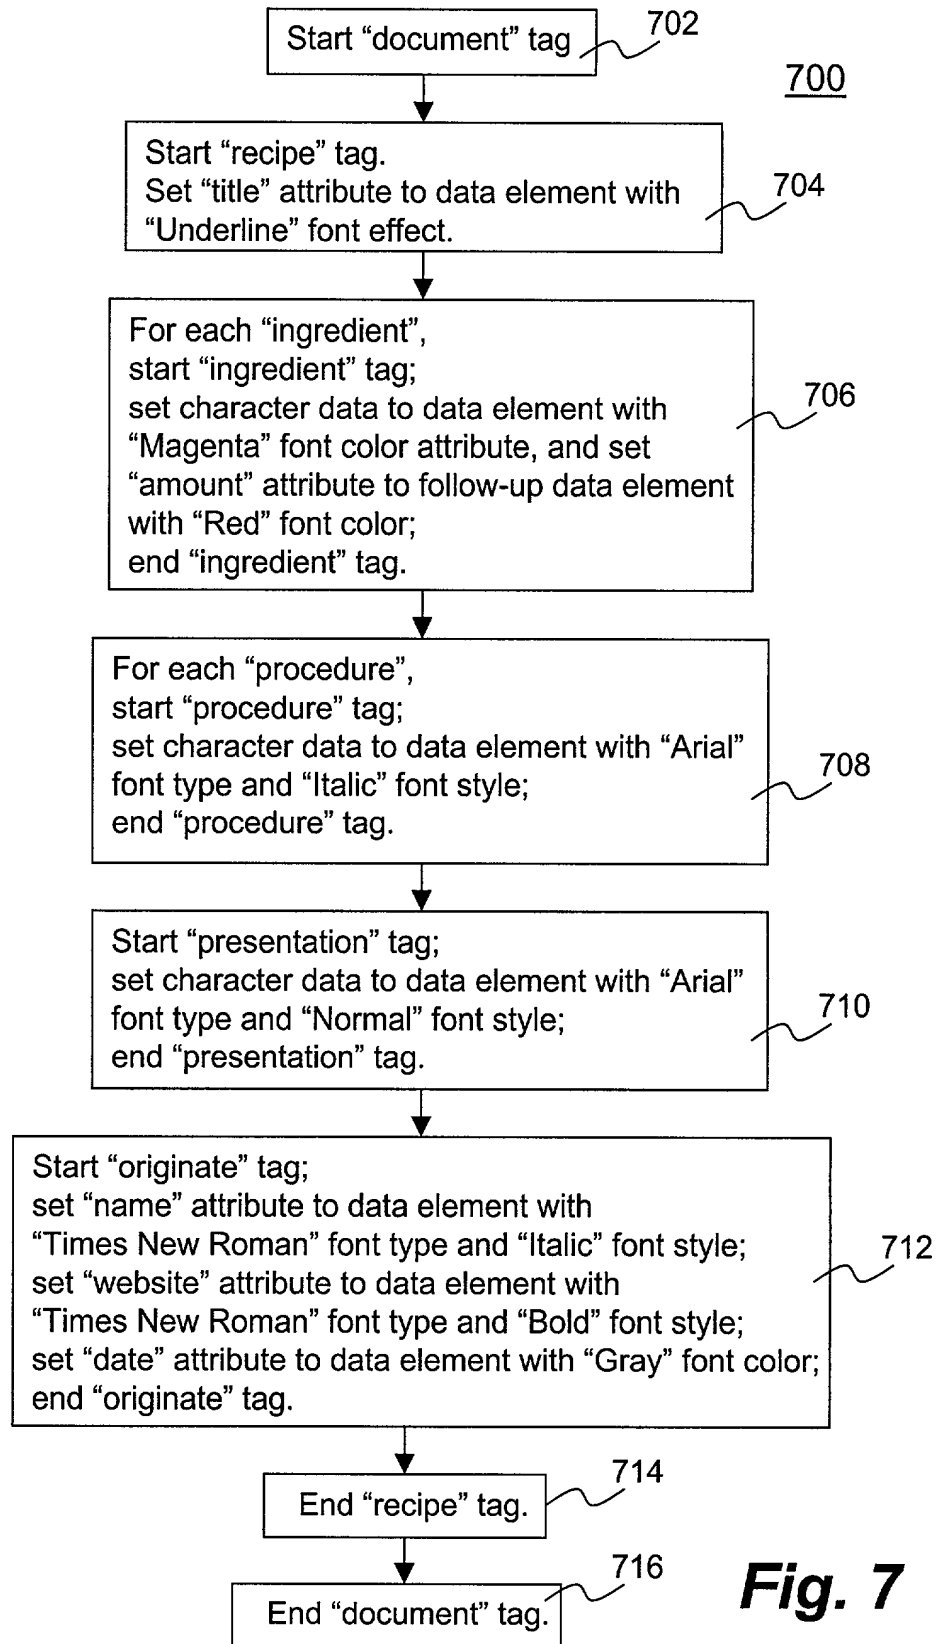 Start “document” tag
702
700
Start “recipe” tag.
Set “title” attribute to data element with
“Underline” font effect.
704
For each “ingredient”,
start “ingredient” tag;
set character data to data element with
“Magenta” font color attribute, and set
“amount” attribute to follow-up data element
with “Red” font color;
end “ingredient” tag.
706
For each “procedure”,
start “procedure” tag;
set character data to data element with “Arial”
font type and “Italic” font style;
end “procedure” tag.
708
Start “presentation” tag;
set character data to data element with “Arial”
font type and “Normal” font style;
end “presentation” tag.
710
Start “originate” tag;
set “name” attribute to data element with
“Times New Roman” font type and “Italic” font style;
set “website” attribute to data element with
“Times New Roman” font type and “Bold” font style;
set “date” attribute to data element with “Gray” font color;
end “originate” tag.
712
End “recipe” tag.
714
End “document” tag.
716
Fig. 7